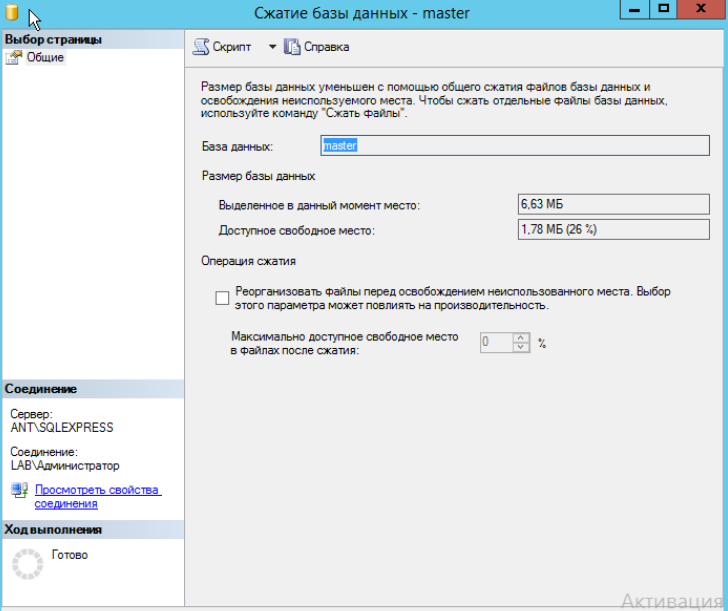 Сжатие базы данных - master
Выбор страницы
Общие
Скрипт
Справка
Размер базы данных уменьшен с помощью общего сжатия файлов базы данных и
освобождения неиспользуемого места. Чтобы сжать отдельные файлы базы данных,
используйте команду "Сжать файлы".
База данных: master
Размер базы данных
Выделенное в данный момент место: 6,63 МБ
Доступное свободное место: 1,78 МБ (26 %)
Операция сжатия
Реорганизовать файлы перед освобождением неиспользованного места. Выбор
этого параметра может повлиять на производительность.
Максимально доступное свободное место
в файлах после сжатия: 0 %
Соединение
Сервер:
ANT\SQLEXPRESS
Соединение:
LAB\Администратор
Просмотреть свойства
соединения
Ход выполнения
Готово
Активация